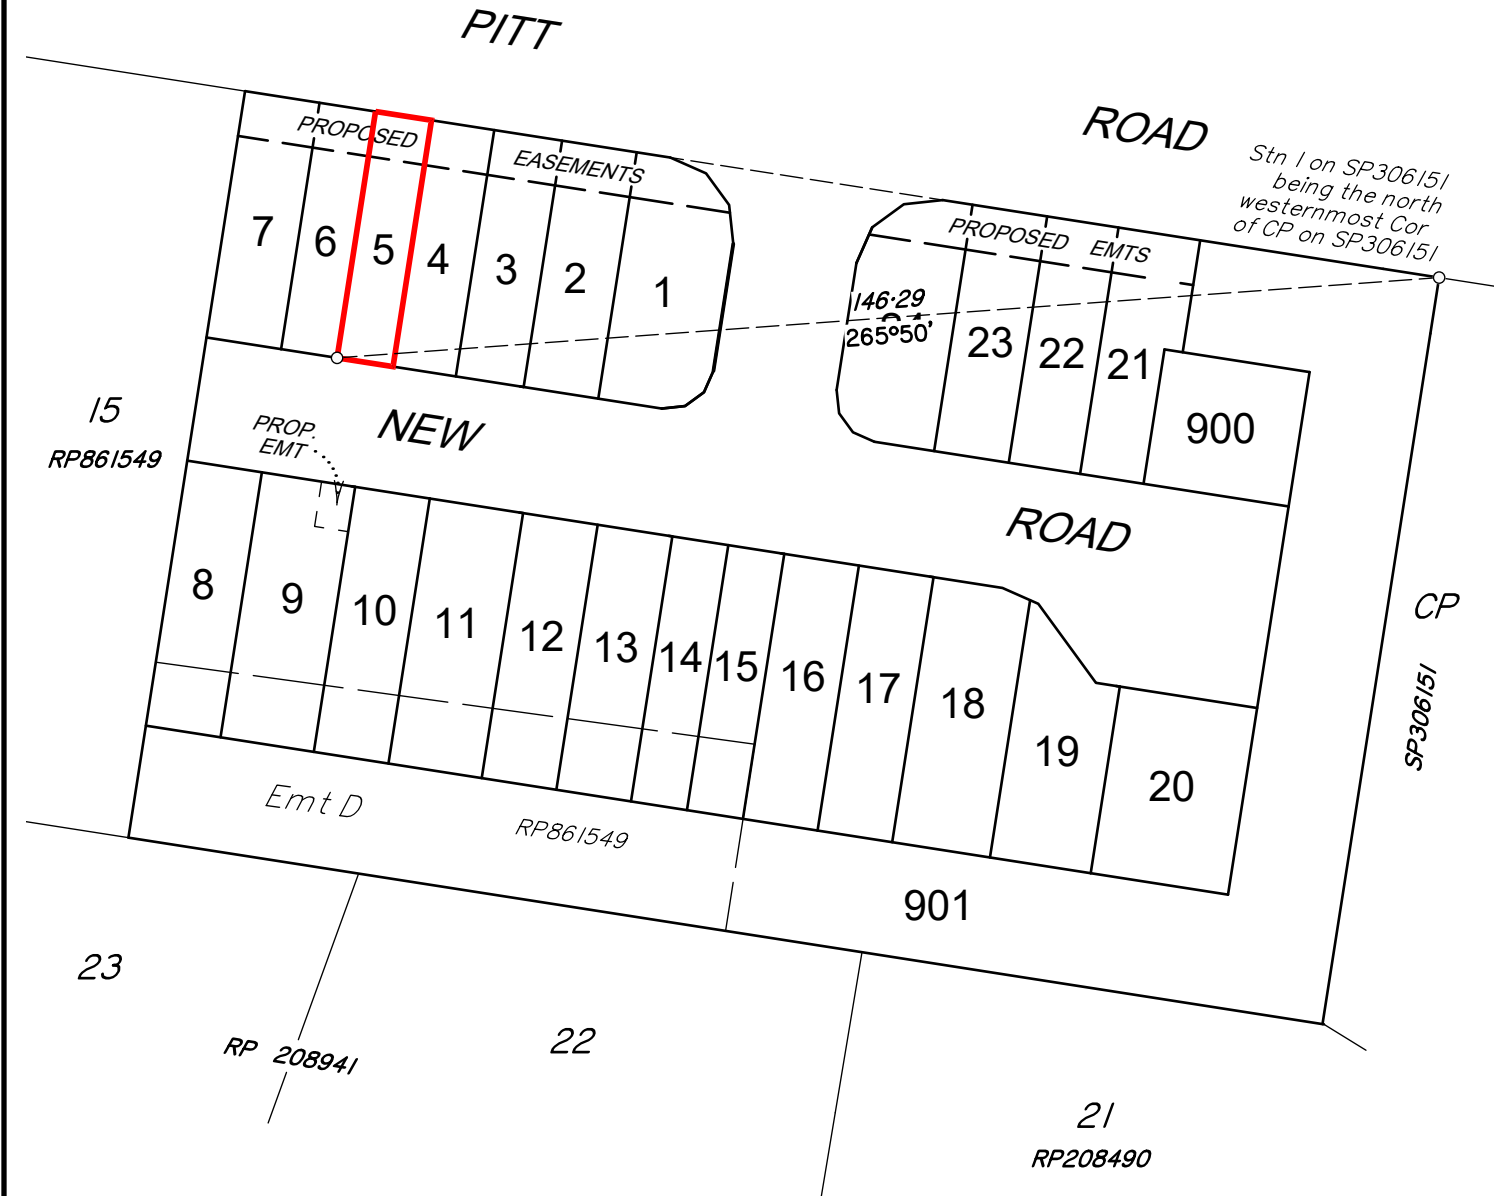 PITT
ROAD
Stn 1 on SP306151
being the north
westernmost Cor
of CP on SP306151
PROPOSED
EASEMENTS
PROPOSED EMTS
7
6
5
4
3
2
1
146·29
265°50'
23
22
21
900
15
RP861549
PROP.
EMT
NEW
ROAD
8
9
10
11
12
13
14
15
16
17
18
19
20
CP
SP306151
Emt D
RP861549
901
23
RP 208941
22
21
RP208490